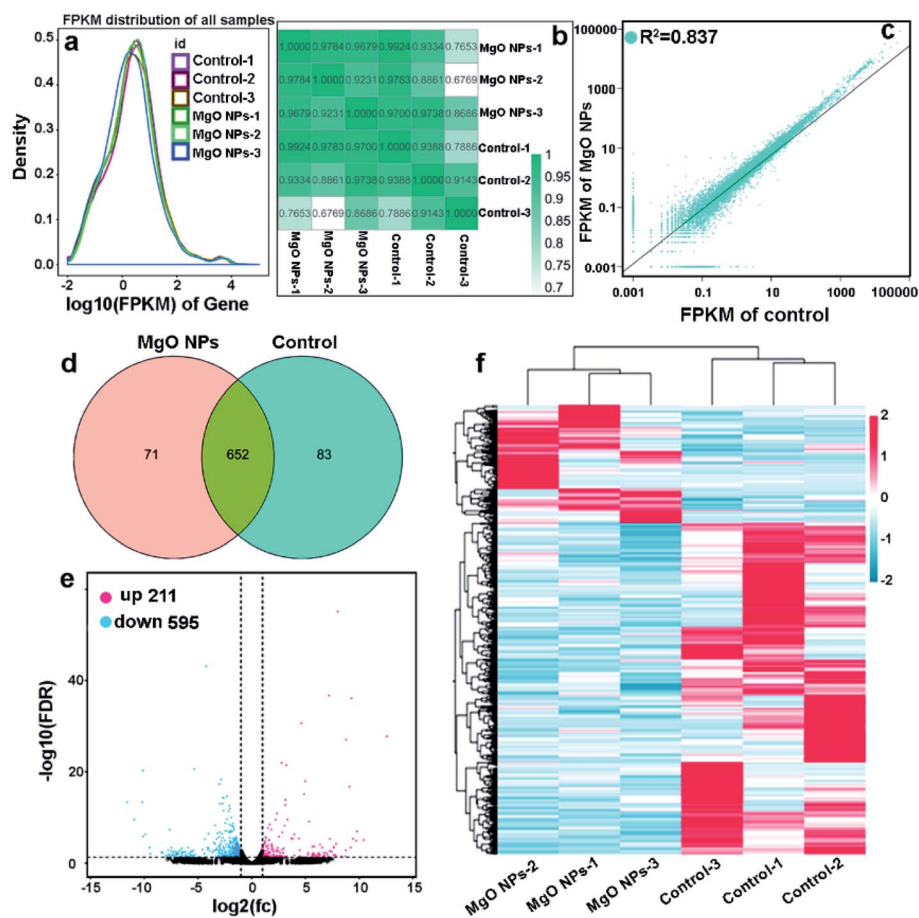 FPKM distribution of all samples
a
id
Control-1
Control-2
Control-3
MgO NPs-1
MgO NPs-2
MgO NPs-3
Density
0.5
0.4
0.3
0.2
0.1
0.0
-2 0 2 4
log10(FPKM) of Gene
b
1.0000 0.9784 0.9679 0.9924 0.9334 0.7653 MgO NPs-1
0.9784 1.0000 0.9231 0.9783 0.8861 0.6769 MgO NPs-2
0.9679 0.9231 1.0000 0.9700 0.9738 0.8686 MgO NPs-3
0.9924 0.9783 0.9700 1.0000 0.9388 0.7886 Control-1
0.9334 0.8861 0.9738 0.9388 1.0000 0.9143 Control-2
0.7653 0.6769 0.8686 0.7886 0.9143 1.0000 Control-3
MgO NPs-1
MgO NPs-2
MgO NPs-3
Control-1
Control-2
Control-3
1
0.95
0.9
0.85
0.8
0.75
0.7
c
R²=0.837
FPKM of MgO NPs
100000
1000
10
0.1
0.001
0.001 0.1 10 1000 100000
FPKM of control
d
MgO NPs Control
71 652 83
e
up 211
down 595
-log10(FDR)
40
20
0
-15 -10 -5 0 5 10 15
log2(fc)
f
2
1
0
-1
-2
MgO NPs-2
MgO NPs-1
MgO NPs-3
Control-3
Control-1
Control-2